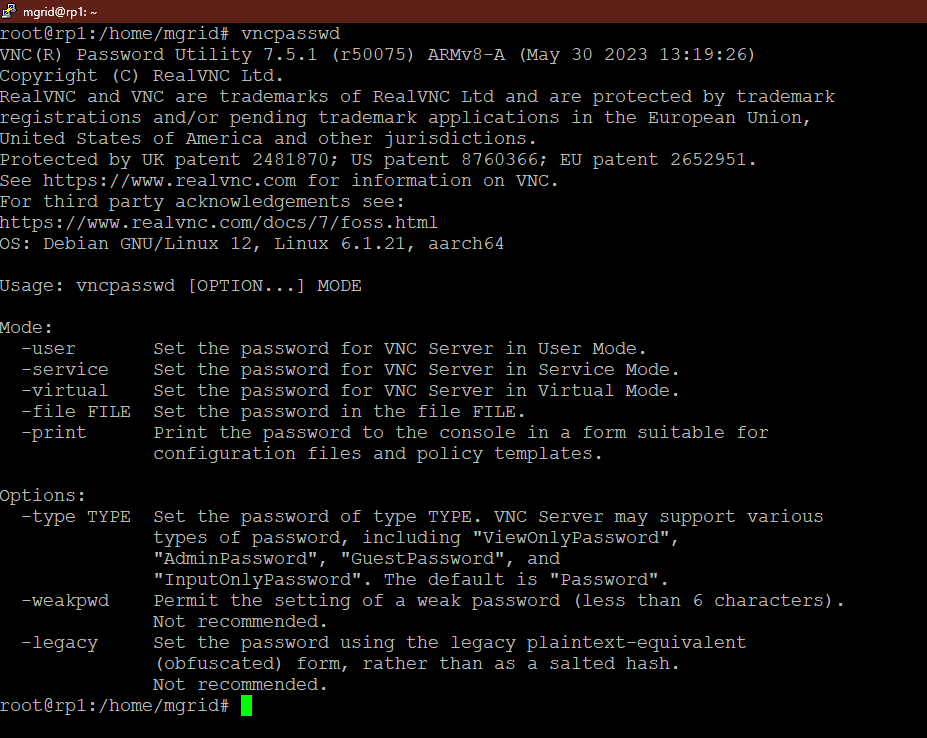 mgrid@rp1: ~
root@rp1:/home/mgrid# vncpasswd
VNC(R) Password Utility 7.5.1 (r50075) ARMv8-A (May 30 2023 13:19:26)
Copyright (C) RealVNC Ltd.
RealVNC and VNC are trademarks of RealVNC Ltd and are protected by trademark
registrations and/or pending trademark applications in the European Union,
United States of America and other jurisdictions.
Protected by UK patent 2481870; US patent 8760366; EU patent 2652951.
See https://www.realvnc.com for information on VNC.
For third party acknowledgements see:
https://www.realvnc.com/docs/7/foss.html
OS: Debian GNU/Linux 12, Linux 6.1.21, aarch64

Usage: vncpasswd [OPTION...] MODE

Mode:
  -user       Set the password for VNC Server in User Mode.
  -service    Set the password for VNC Server in Service Mode.
  -virtual    Set the password for VNC Server in Virtual Mode.
  -file FILE  Set the password in the file FILE.
  -print      Print the password to the console in a form suitable for
              configuration files and policy templates.

Options:
  -type TYPE  Set the password of type TYPE. VNC Server may support various
              types of password, including "ViewOnlyPassword",
              "AdminPassword", "GuestPassword", and
              "InputOnlyPassword". The default is "Password".
  -weakpwd    Permit the setting of a weak password (less than 6 characters).
              Not recommended.
  -legacy     Set the password using the legacy plaintext-equivalent
              (obfuscated) form, rather than as a salted hash.
              Not recommended.
root@rp1:/home/mgrid#